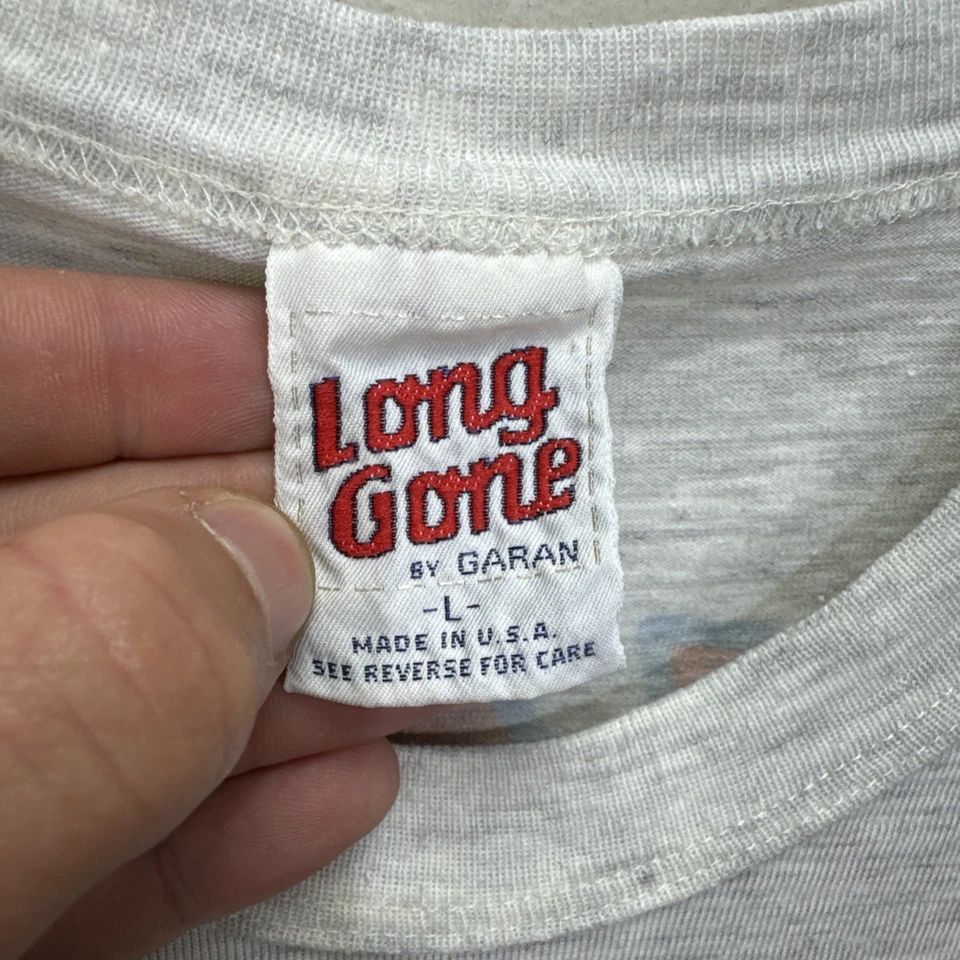 Long
Gone
BY GARAN
-L-
MADE IN U.S.A.
SEE REVERSE FOR CARE